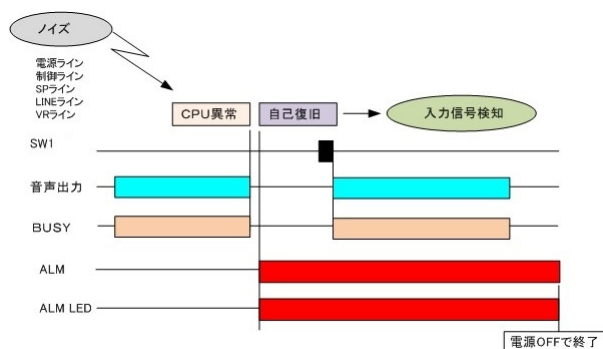 ノイズ
電源ライン
制御ライン
SPライン
LINEライン
VRライン
CPU異常
自己復旧
入力信号検知
SW1
音声出力
BUSY
ALM
ALM LED
電源OFFで終了